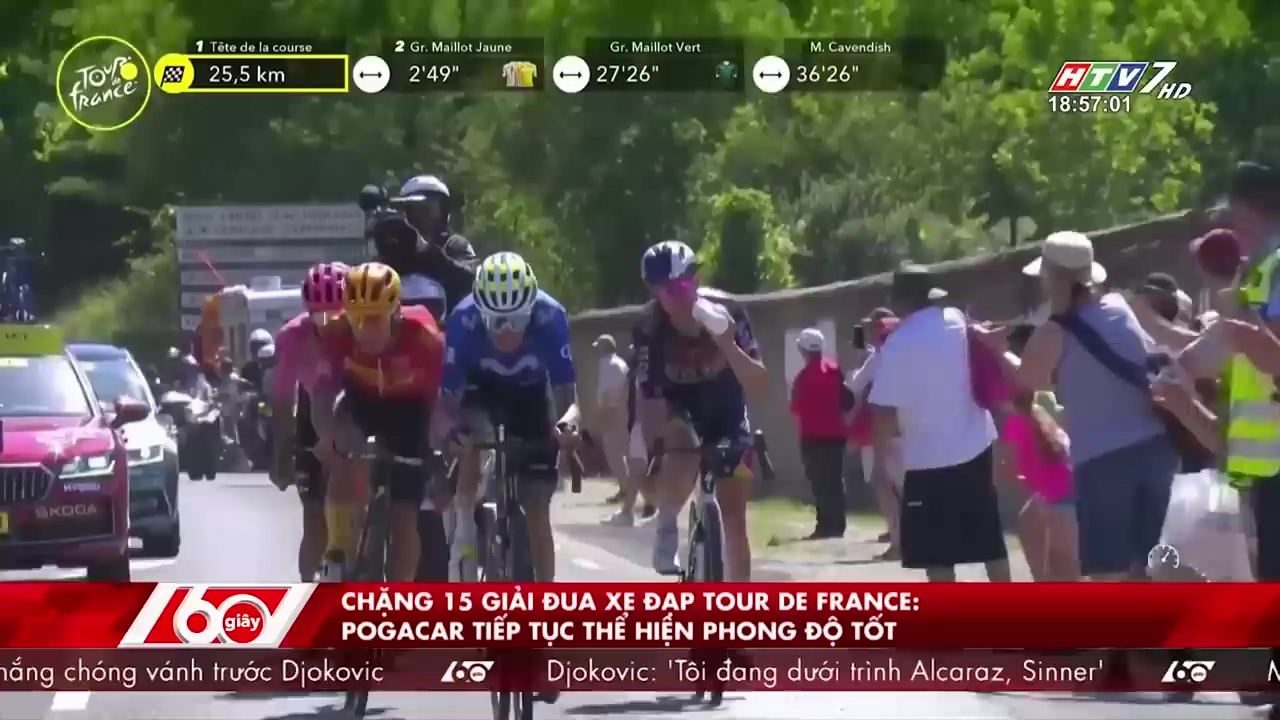 1 Tête de la course
2 Gr. Maillot Jaune
Gr. Maillot Vert
M. Cavendish
TOUR de france
25,5 km
2'49"
27'26"
36'26"
HTV7 HD
18:57:01
ŠKODA
60 giây
CHẶNG 15 GIẢI ĐUA XE ĐẠP TOUR DE FRANCE:
POGACAR TIẾP TỤC THỂ HIỆN PHONG ĐỘ TỐT
chóng vánh trước Djokovic
60
Djokovic: 'Tôi đang dưới trình Alcaraz, Sinner'
60